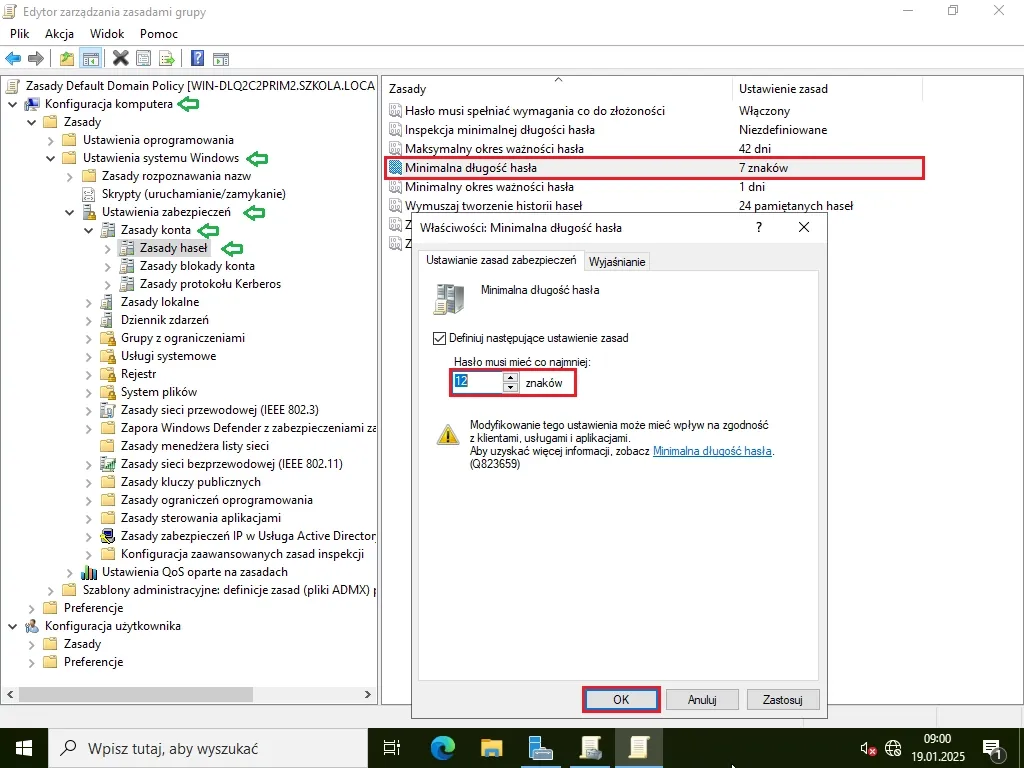 Edytor zarządzania zasadami grupy
Plik Akcja Widok Pomoc
Zasady Default Domain Policy [WIN-DLQ2C2PRIM2.SZKOLA.LOCA
Konfiguracja komputera
Zasady
Ustawienia oprogramowania
Ustawienia systemu Windows
Zasady rozpoznawania nazw
Skrypty (uruchamianie/zamykanie)
Ustawienia zabezpieczeń
Zasady konta
Zasady haseł
Zasady blokady konta
Zasady protokołu Kerberos
Zasady lokalne
Dziennik zdarzeń
Grupy z ograniczeniami
Usługi systemowe
Rejestr
System plików
Zasady sieci przewodowej (IEEE 802.3)
Zapora Windows Defender z zabezpieczeniami za
Zasady menedżera listy sieci
Zasady sieci bezprzewodowej (IEEE 802.11)
Zasady kluczy publicznych
Zasady ograniczeń oprogramowania
Zasady sterowania aplikacjami
Zasady zabezpieczeń IP w Usługa Active Director
Konfiguracja zaawansowanych zasad inspekcji
Ustawienia QoS oparte na zasadach
Szablony administracyjne: definicje zasad (pliki ADMX) p
Preferencje
Konfiguracja użytkownika
Zasady
Preferencje
Zasady Ustawienie zasad
Hasło musi spełniać wymagania co do złożoności Włączony
Inspekcja minimalnej długości hasła Niezdefiniowane
Maksymalny okres ważności hasła 42 dni
Minimalna długość hasła 7 znaków
Minimalny okres ważności hasła 1 dni
Wymuszaj tworzenie historii haseł 24 pamiętanych haseł
Z
Z
Właściwości: Minimalna długość hasła ?
Ustawianie zasad zabezpieczeń Wyjaśnianie
Minimalna długość hasła
Definiuj następujące ustawienie zasad
Hasło musi mieć co najmniej:
12 znaków
Modyfikowanie tego ustawienia może mieć wpływ na zgodność
z klientami, usługami i aplikacjami.
Aby uzyskać więcej informacji, zobacz Minimalna długość hasła.
(Q823659)
OK Anuluj Zastosuj
Wpisz tutaj, aby wyszukać
09:00
19.01.2025
1